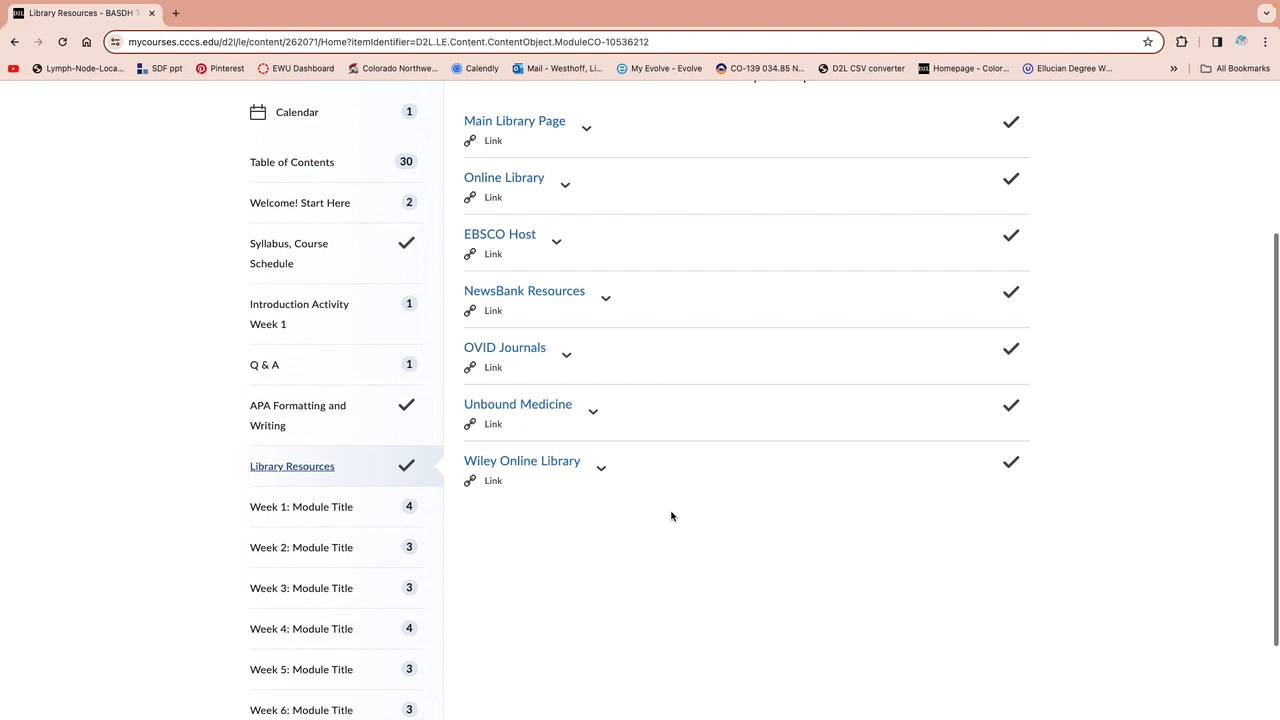 Library Resources - BASDH T
mycourses.cccs.edu/d2l/le/content/262071/Home?itemIdentifier=D2L.LE.Content.ContentObject.ModuleCO-10536212
Lymph-Node-Loca... SDF ppt Pinterest EWU Dashboard Colorado Northwe... Calendly Mail - Westhoff, Li... My Evolve - Evolve CO-139 034.85 N... D2L CSV converter Homepage - Color... Ellucian Degree W... » All Bookmarks
Calendar 1
Table of Contents 30
Welcome! Start Here 2
Syllabus, Course
Schedule
Introduction Activity 1
Week 1
Q & A 1
APA Formatting and
Writing
Library Resources
Week 1: Module Title 4
Week 2: Module Title 3
Week 3: Module Title 3
Week 4: Module Title 4
Week 5: Module Title 3
Week 6: Module Title 3
Main Library Page
Link
Online Library
Link
EBSCO Host
Link
NewsBank Resources
Link
OVID Journals
Link
Unbound Medicine
Link
Wiley Online Library
Link